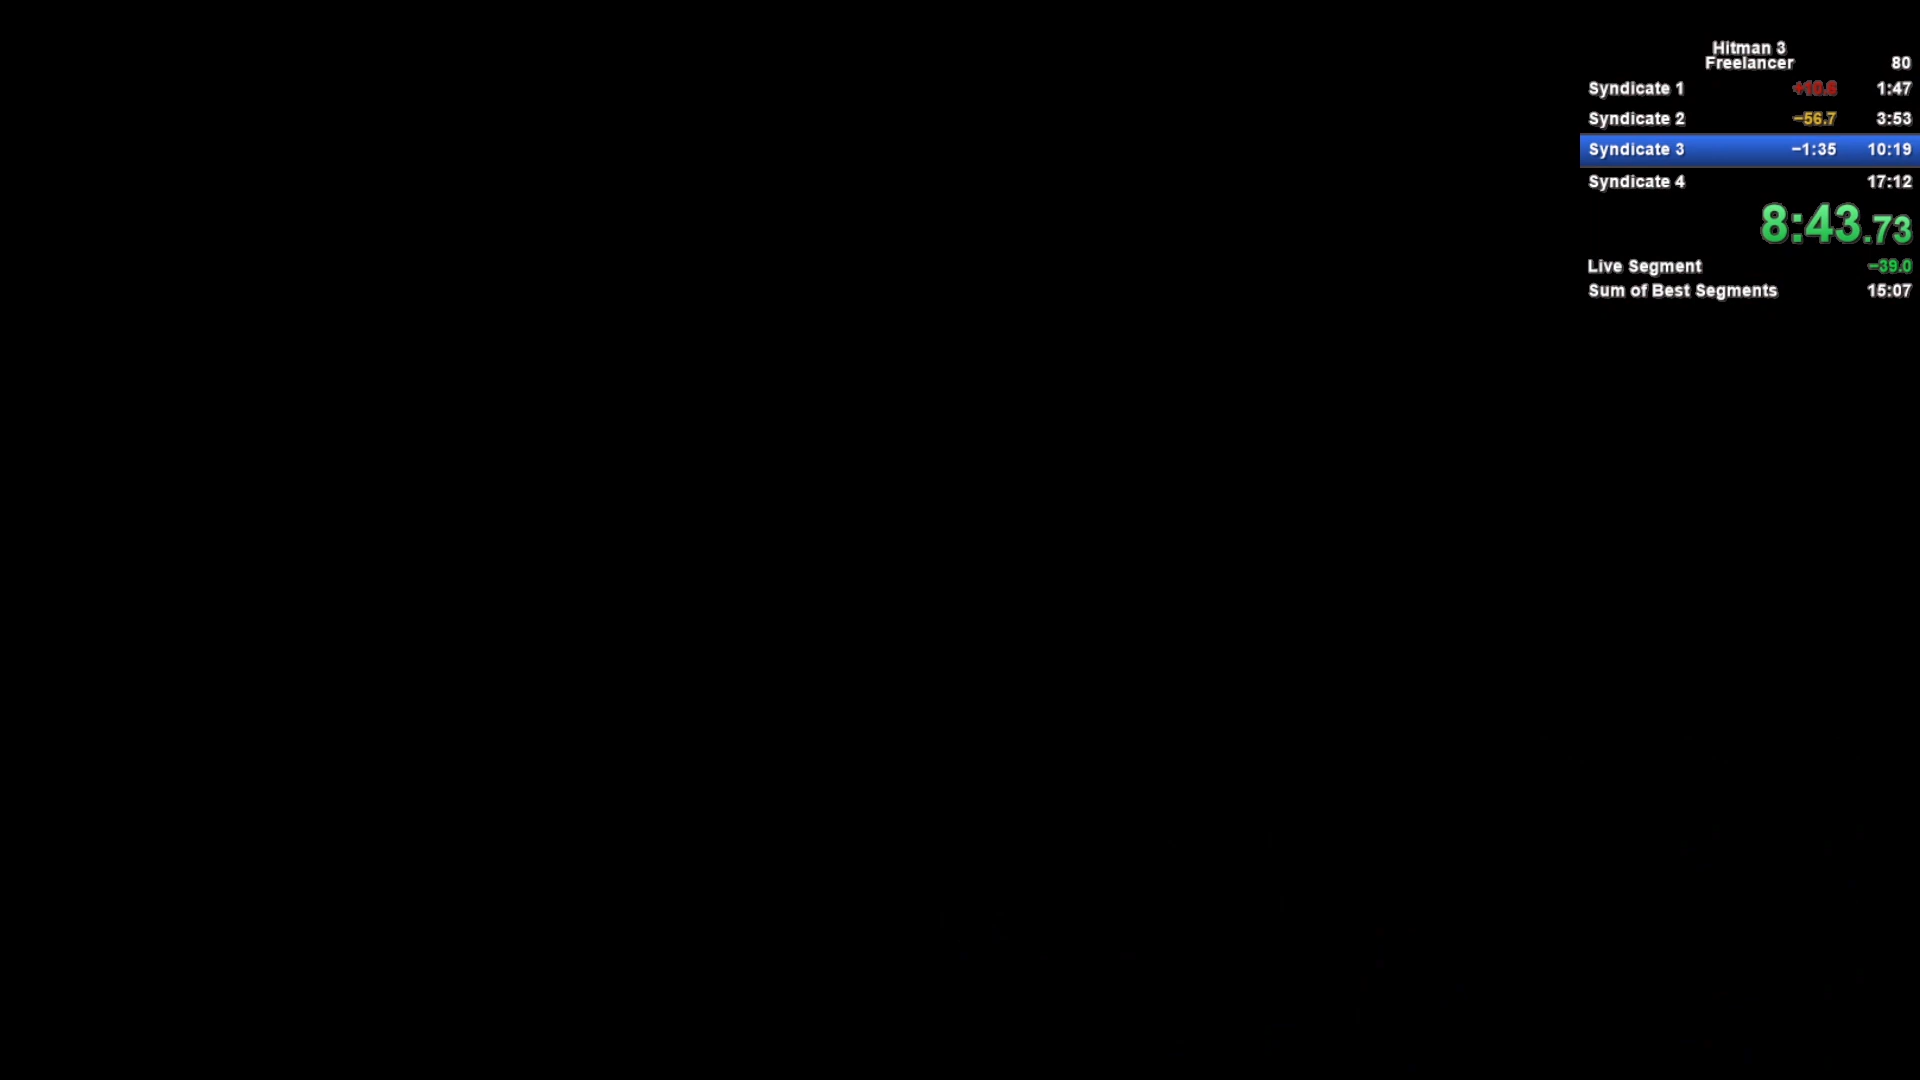 Hitman 3
Freelancer 80
Syndicate 1 +10.6 1:47
Syndicate 2 −56.7 3:53
Syndicate 3 −1:35 10:19
Syndicate 4 17:12
8:43.73
Live Segment −39.0
Sum of Best Segments 15:07